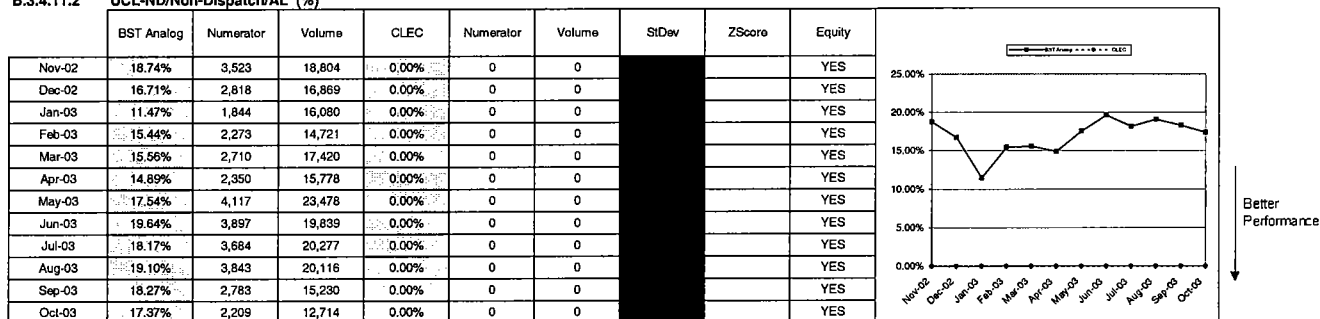 B.3.4.11.2 UCL-ND/Non-Dispatch/AL (%)
BST Analog Numerator Volume CLEC Numerator Volume StDev ZScore Equity
Nov-02 18.74% 3,523 18,804 0.00% 0 0 YES
Dec-02 16.71% 2,818 16,869 0.00% 0 0 YES
Jan-03 11.47% 1,844 16,080 0.00% 0 0 YES
Feb-03 15.44% 2,273 14,721 0.00% 0 0 YES
Mar-03 15.56% 2,710 17,420 0.00% 0 0 YES
Apr-03 14.89% 2,350 15,778 0.00% 0 0 YES
May-03 17.54% 4,117 23,478 0.00% 0 0 YES
Jun-03 19.64% 3,897 19,839 0.00% 0 0 YES
Jul-03 18.17% 3,684 20,277 0.00% 0 0 YES
Aug-03 19.10% 3,843 20,116 0.00% 0 0 YES
Sep-03 18.27% 2,783 15,230 0.00% 0 0 YES
Oct-03 17.37% 2,209 12,714 0.00% 0 0 YES
BST Analog CLEC
25.00%
20.00%
15.00%
10.00%
5.00%
0.00%
Nov-02 Dec-02 Jan-03 Feb-03 Mar-03 Apr-03 May-03 Jun-03 Jul-03 Aug-03 Sep-03 Oct-03
Better
Performance